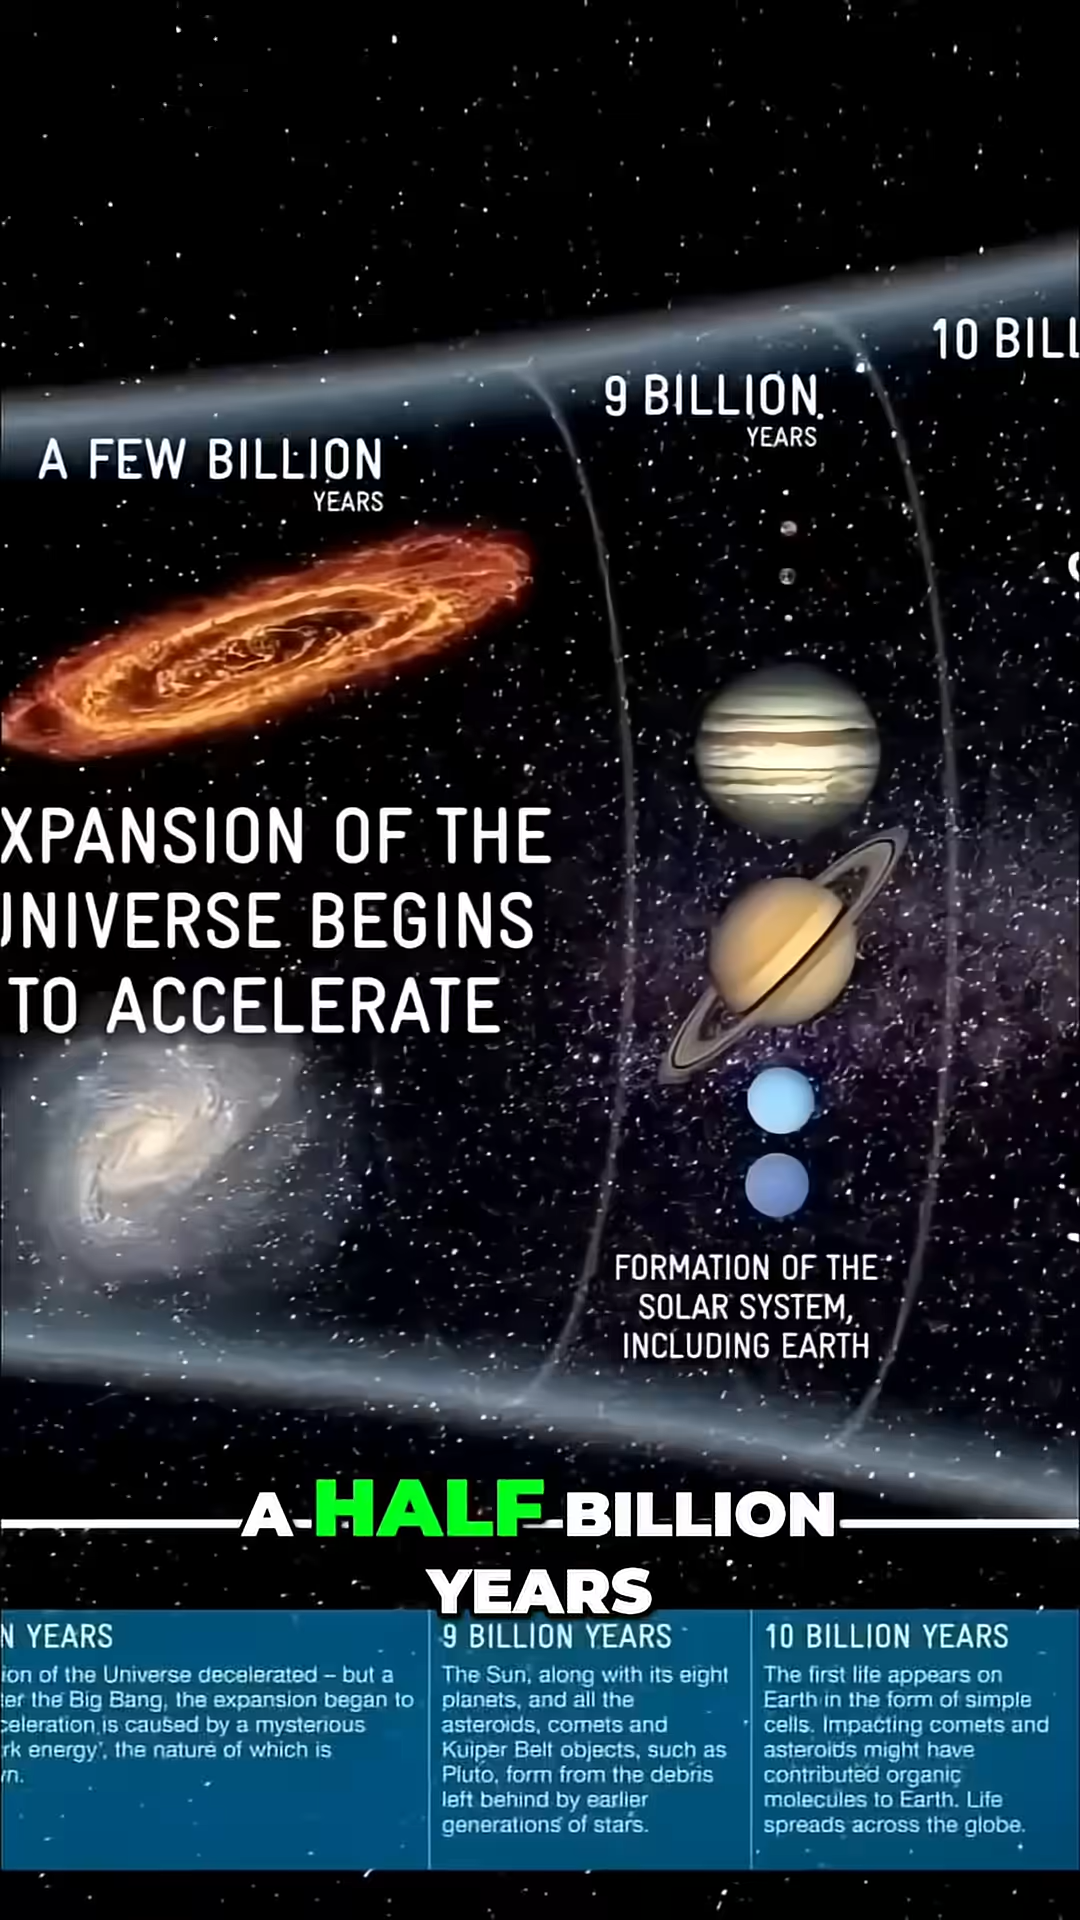 10 BILL
9 BILLION
YEARS
A FEW BILLION
YEARS
XPANSION OF THE
UNIVERSE BEGINS
TO ACCELERATE
FORMATION OF THE
SOLAR SYSTEM,
INCLUDING EARTH
A HALF BILLION
YEARS
N YEARS
ion of the Universe decelerated – but a
ter the Big Bang, the expansion began to
celeration is caused by a mysterious
rk energy', the nature of which is
wn.
9 BILLION YEARS
The Sun, along with its eight
planets, and all the
asteroids, comets and
Kuiper Belt objects, such as
Pluto, form from the debris
left behind by earlier
generations of stars.
10 BILLION YEARS
The first life appears on
Earth in the form of simple
cells. Impacting comets and
asteroids might have
contributed organic
molecules to Earth. Life
spreads across the globe.